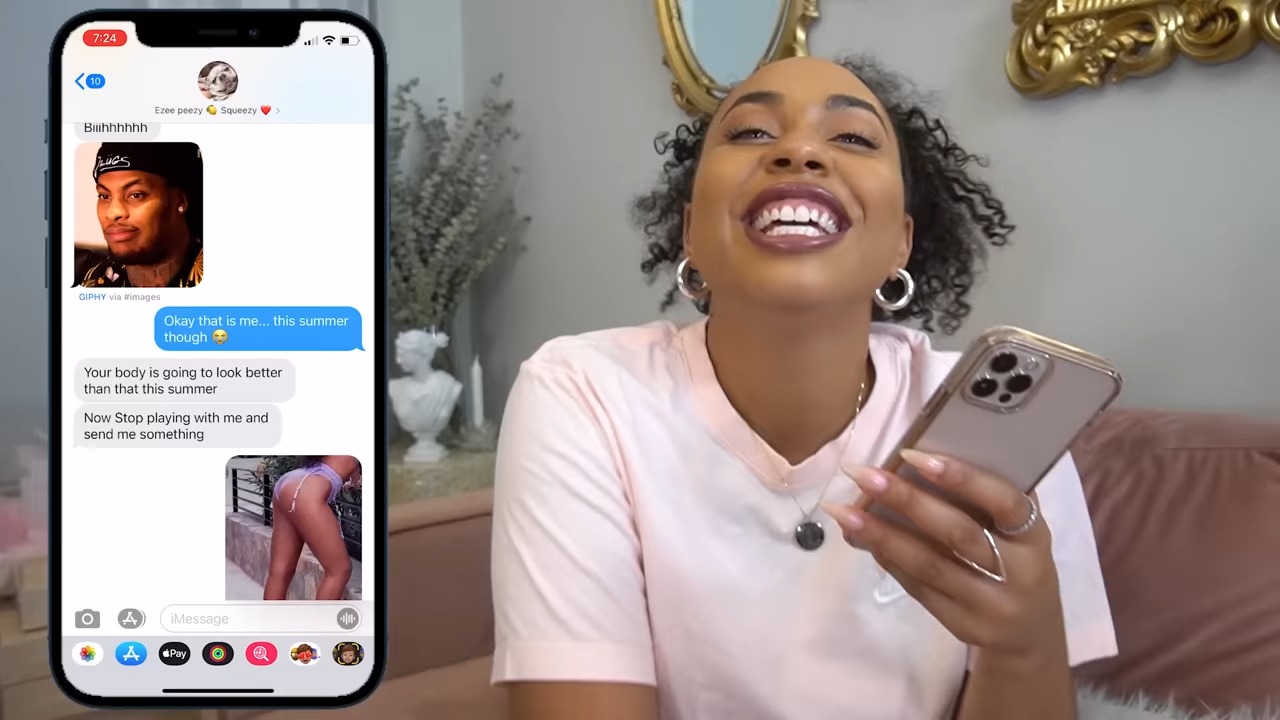 7:24
10
Ezee peezy 🍋 Squeezy ❤️ >
Biiihhhhhh
GIPHY via #images
Okay that is me... this summer
though 😭
Your body is going to look better
than that this summer
Now Stop playing with me and
send me something
iMessage
Pay